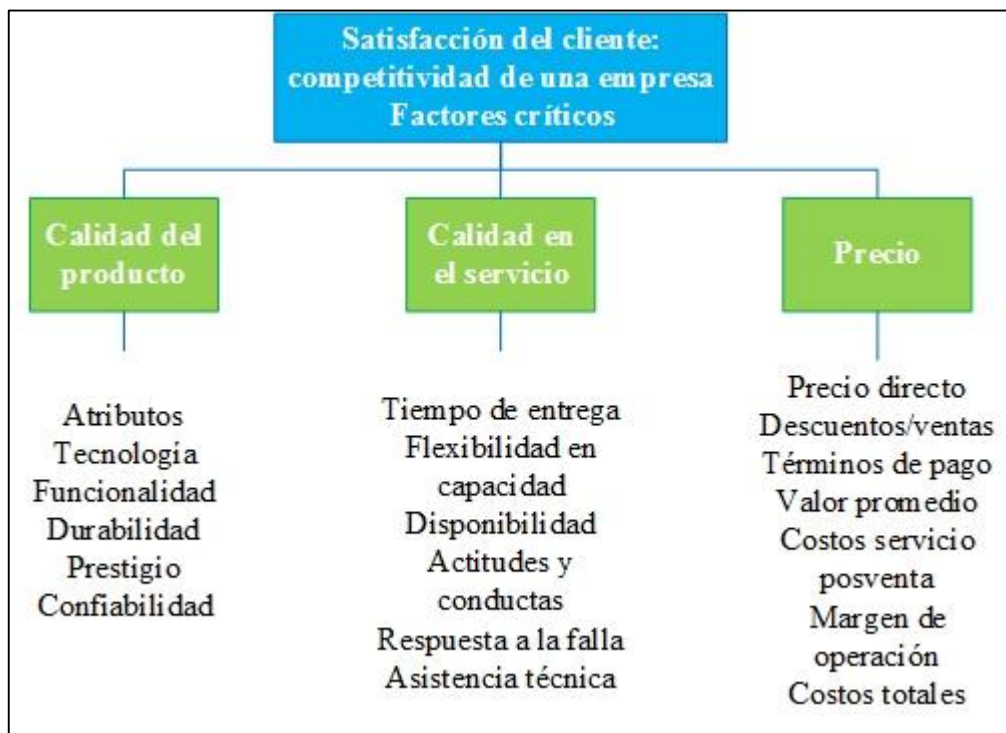 Satisfacción del cliente:
competitividad de una empresa
Factores críticos
Calidad del
producto
Atributos
Tecnología
Funcionalidad
Durabilidad
Prestigio
Confiabilidad
Calidad en
el servicio
Tiempo de entrega
Flexibilidad en
capacidad
Disponibilidad
Actitudes y
conductas
Respuesta a la falla
Asistencia técnica
Precio
Precio directo
Descuentos/ventas
Términos de pago
Valor promedio
Costos servicio
posventa
Margen de
operación
Costos totales